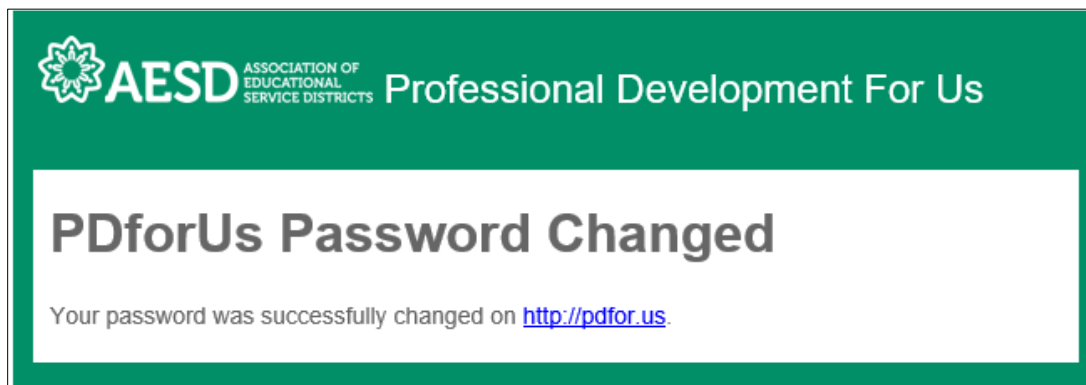 AESD ASSOCIATION OF EDUCATIONAL SERVICE DISTRICTS Professional Development For Us
PDforUs Password Changed
Your password was successfully changed on http://pdfor.us.